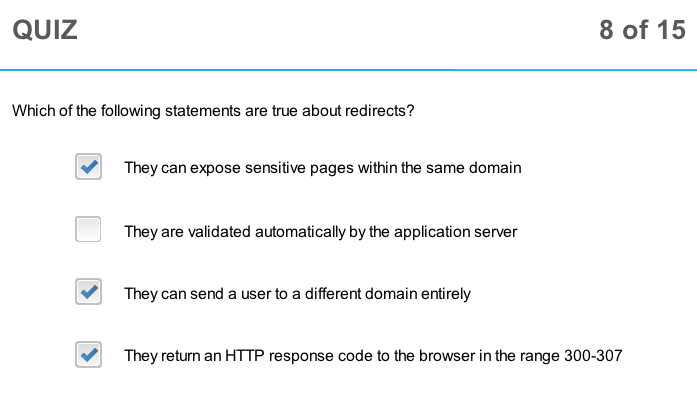 QUIZ 8 of 15
Which of the following statements are true about redirects?
They can expose sensitive pages within the same domain
They are validated automatically by the application server
They can send a user to a different domain entirely
They return an HTTP response code to the browser in the range 300-307